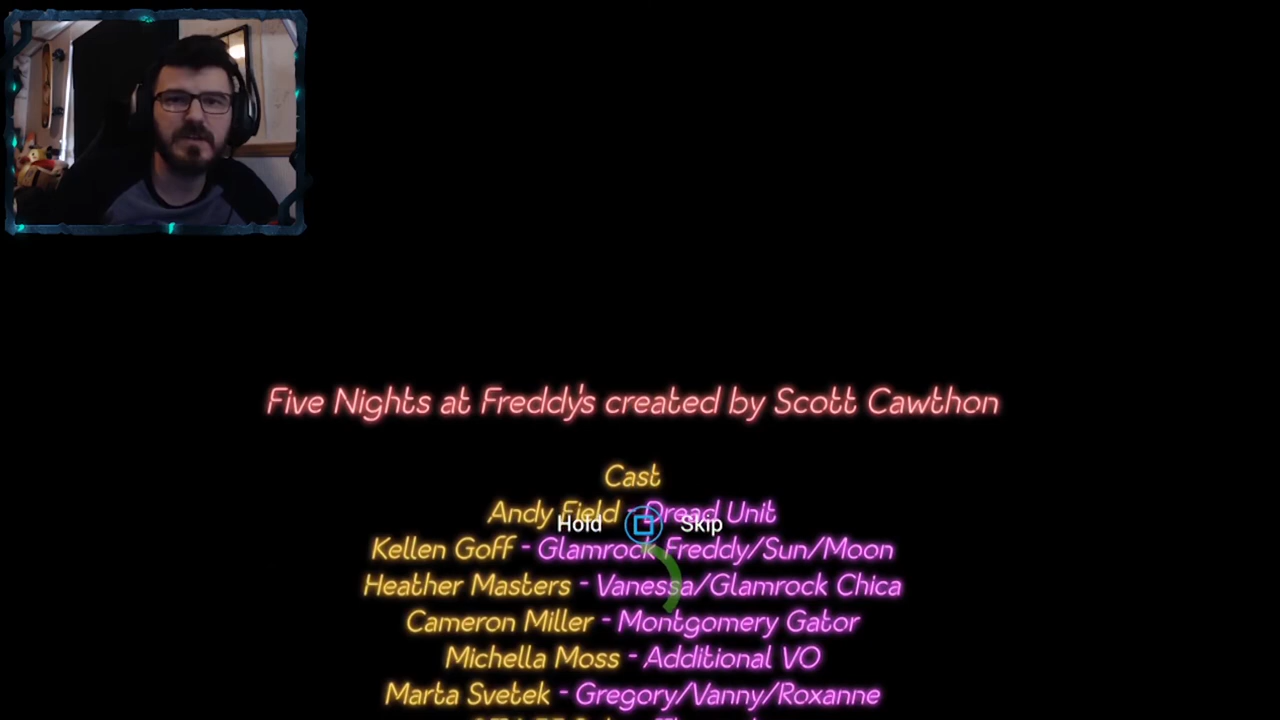 Five Nights at Freddy's created by Scott Cawthon
Cast
Andy Field - Dread Unit
Hold Skip
Kellen Goff - Glamrock Freddy/Sun/Moon
Heather Masters - Vanessa/Glamrock Chica
Cameron Miller - Montgomery Gator
Michella Moss - Additional VO
Marta Svetek - Gregory/Vanny/Roxanne